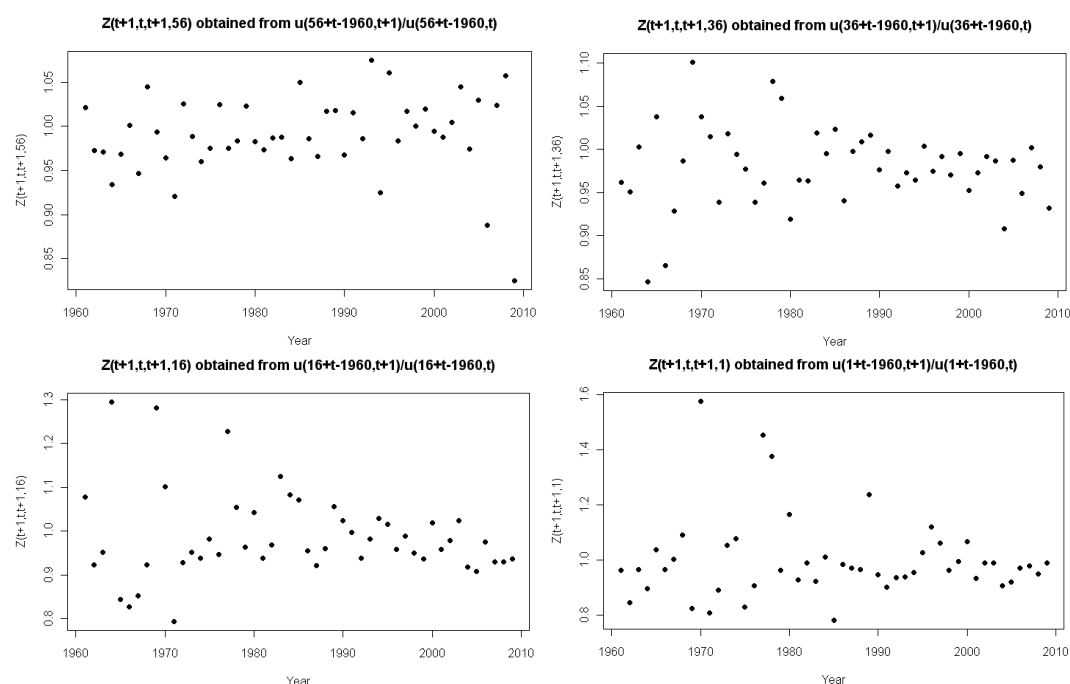 Z(t+1,t,t+1,56) obtained from u(56+t-1960,t+1)/u(56+t-1960,t)
Z(t+1,t,t+1,56)
1.05
1.00
0.95
0.90
0.85
1960 1970 1980 1990 2000 2010
Year
Z(t+1,t,t+1,36) obtained from u(36+t-1960,t+1)/u(36+t-1960,t)
Z(t+1,t,t+1,36)
1.10
1.05
1.00
0.95
0.90
0.85
1960 1970 1980 1990 2000 2010
Year
Z(t+1,t,t+1,16) obtained from u(16+t-1960,t+1)/u(16+t-1960,t)
Z(t+1,t,t+1,16)
1.3
1.2
1.1
1.0
0.9
0.8
1960 1970 1980 1990 2000 2010
Year
Z(t+1,t,t+1,1) obtained from u(1+t-1960,t+1)/u(1+t-1960,t)
Z(t+1,t,t+1,1)
1.6
1.4
1.2
1.0
0.8
1960 1970 1980 1990 2000 2010
Year